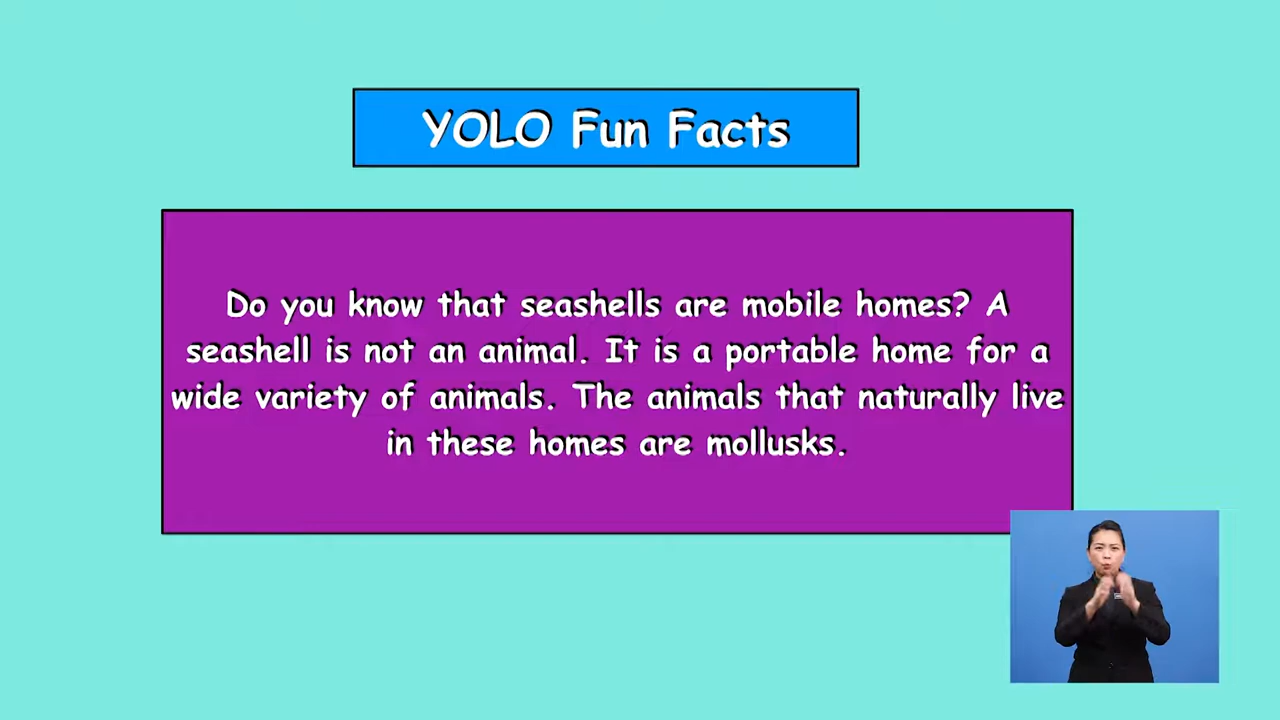 YOLO Fun Facts
Do you know that seashells are mobile homes? A
seashell is not an animal. It is a portable home for a
wide variety of animals. The animals that naturally live
in these homes are mollusks.